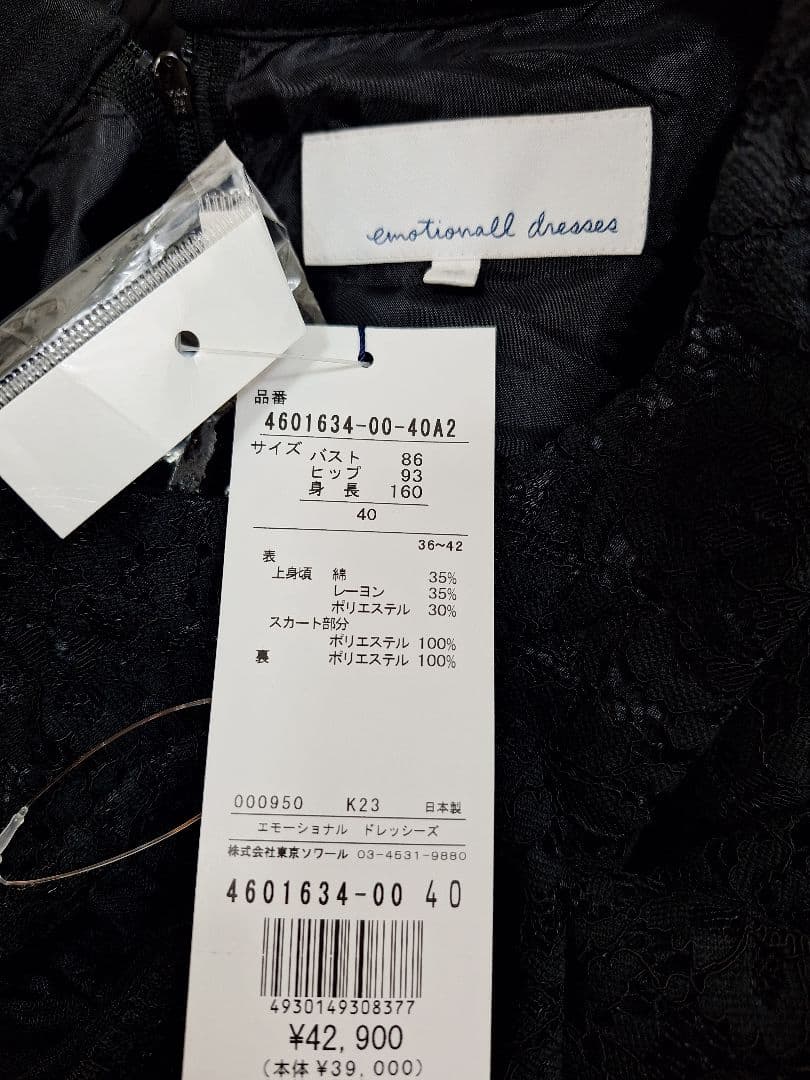 emotionall dresses
品番
4601634-00-40A2
サイズ バスト 86
ヒップ 93
身長 160
40
36~42
表
上身頃 綿 35%
レーヨン 35%
ポリエステル 30%
スカート部分
ポリエステル 100%
裏 ポリエステル 100%
000950 K23 日本製
エモーショナル ドレッシーズ
株式会社東京ソワール 03-4531-9880
4601634-00 40
4930149308377
¥42,900
(本体 ¥39,000)